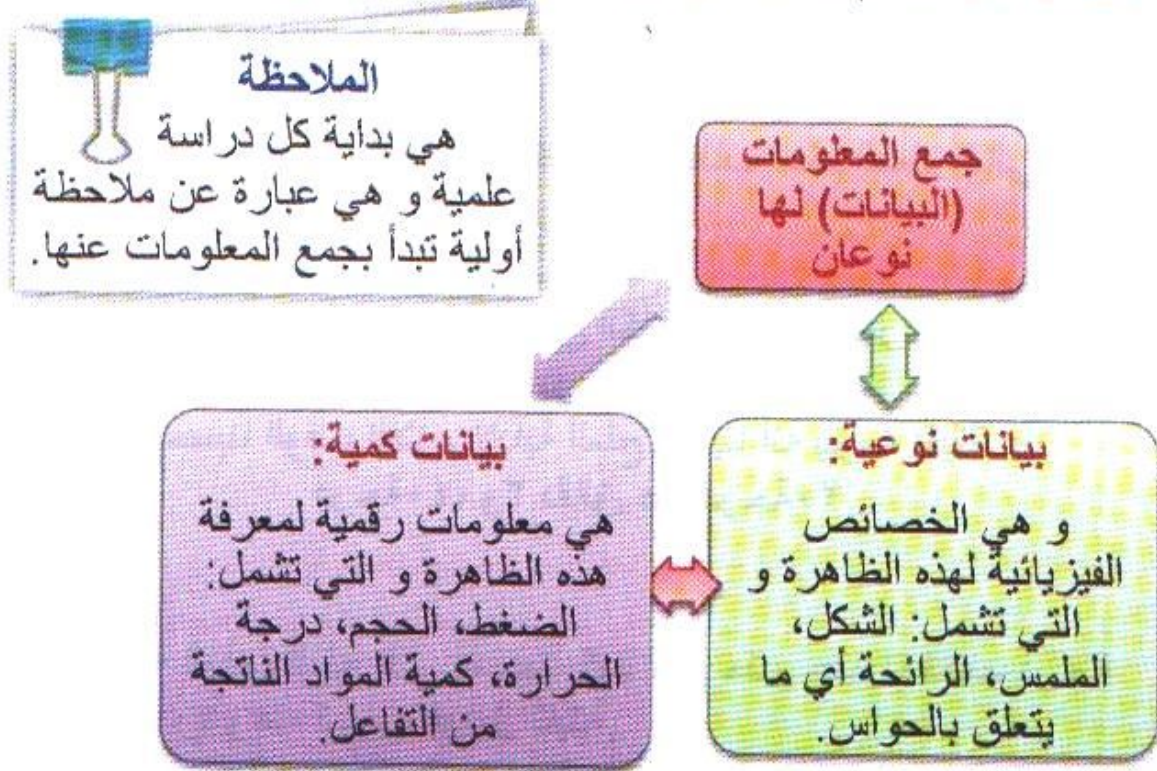 الملاحظة
هي بداية كل دراسة
علمية و هي عبارة عن ملاحظة
أولية تبدأ بجمع المعلومات عنها.
جمع المعلومات
(البيانات) لها
نوعان
بيانات نوعية:
و هي الخصائص
الفيزيائية لهذه الظاهرة و
التي تشمل: الشكل،
الملمس، الرائحة أي ما
يتعلق بالحواس.
بيانات كمية:
هي معلومات رقمية لمعرفة
هذه الظاهرة و التي تشمل:
الضغط، الحجم، درجة
الحرارة، كمية المواد الناتجة
من التفاعل.